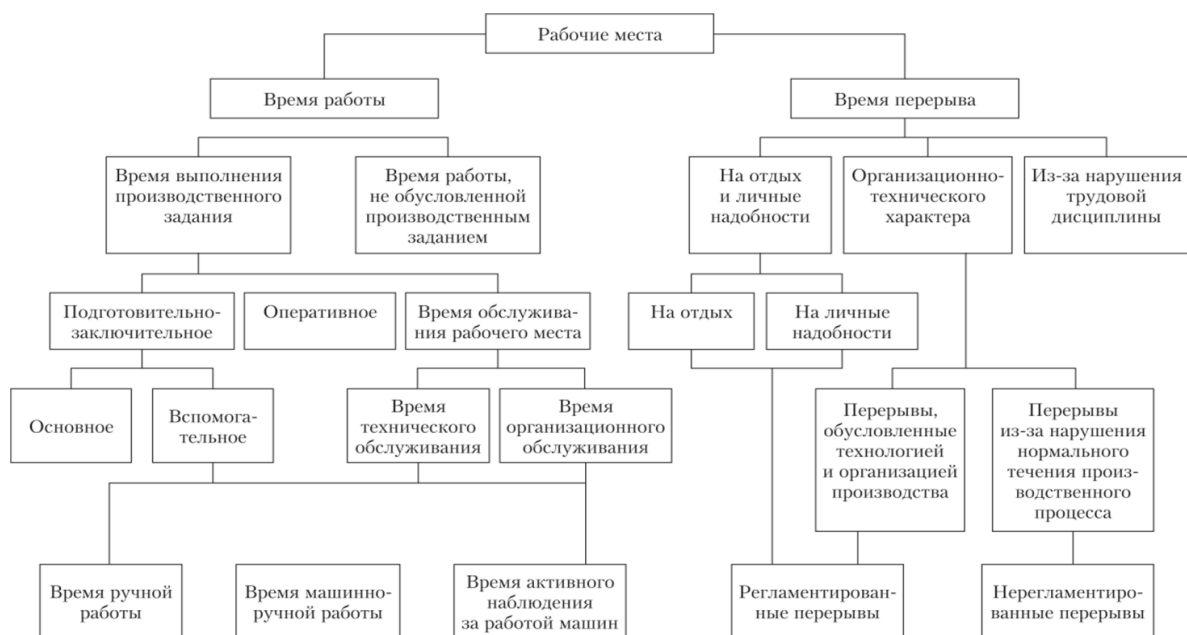 Рабочие места
Время работы
Время перерыва
Время выполнения
производственного
задания
Время работы,
не обусловленной
производственным
заданием
На отдых
и личные
надобности
Организационно-
технического
характера
Из-за нарушения
трудовой
дисциплины
Подготовительно-
заключительное
Оперативное
Время обслужива-
ния рабочего места
На отдых
На личные
надобности
Основное
Вспомога-
тельное
Время
технического
обслуживания
Время
организационного
обслуживания
Перерывы,
обусловленные
технологией
и организацией
производства
Перерывы
из-за нарушения
нормального
течения произ-
водственного
процесса
Время ручной
работы
Время машинно-
ручной работы
Время активного
наблюдения
за работой машин
Регламентирован-
ные перерывы
Нерегламентиро-
ванные перерывы